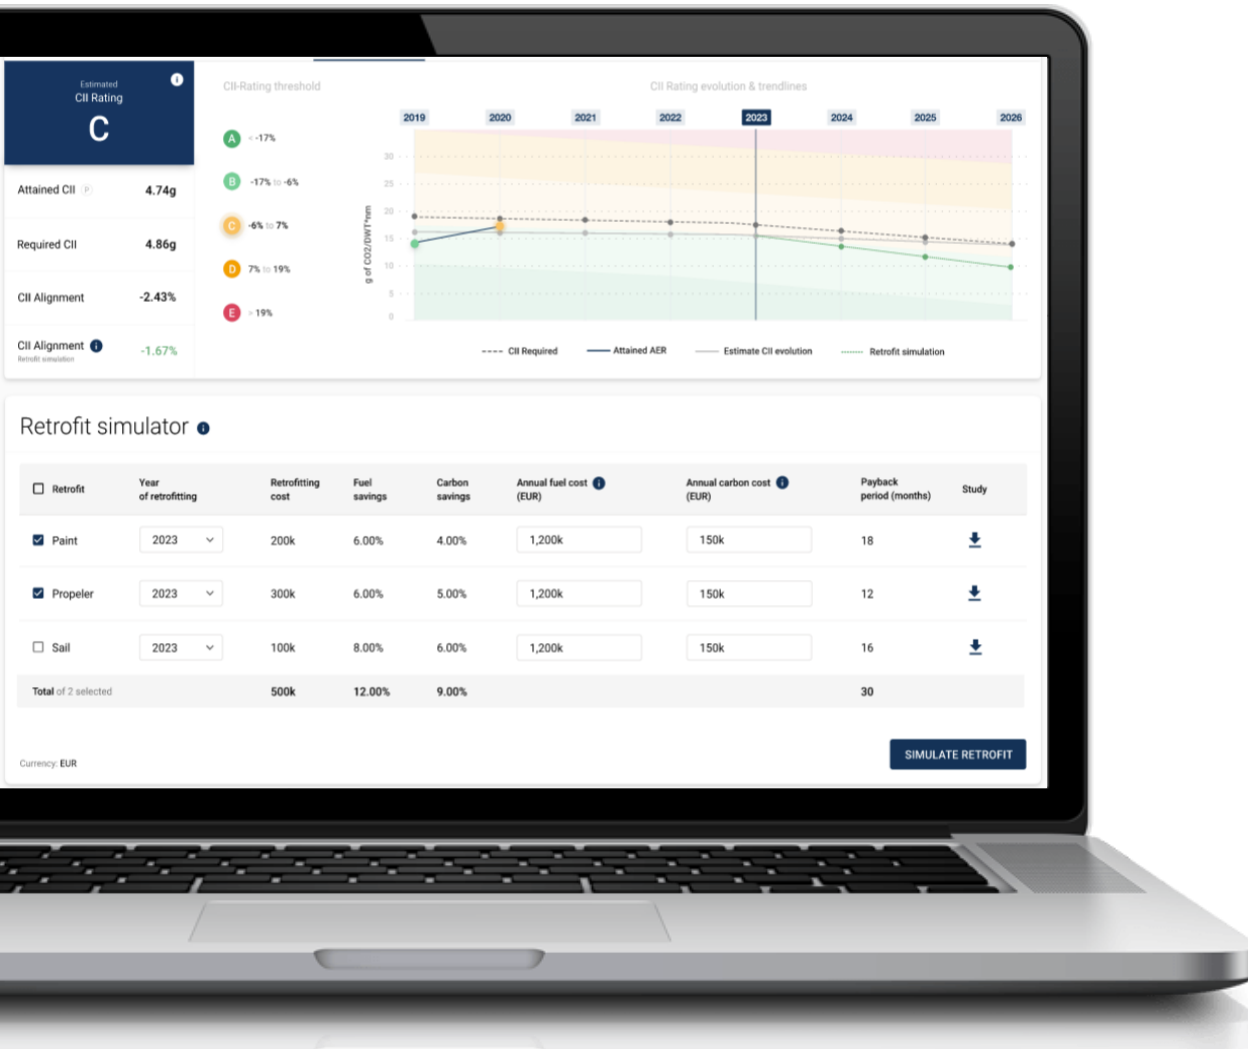 Estimated
CII Rating
C
Attained CII P 4.74g
Required CII 4.86g
CII Alignment -2.43%
CII Alignment -1.67%
Retrofit simulation
CII-Rating threshold
A < -17%
B -17% to -6%
C -6% to 7%
D 7% to 19%
E > 19%
CII Rating evolution & trendlines
2019 2020 2021 2022 2023 2024 2025 2026
30
25
20
15
10
5
0
g of CO2/DWT*nm
CII Required Attained AER Estimate CII evolution Retrofit simulation
Retrofit simulator
Retrofit Year of retrofitting Retrofitting cost Fuel savings Carbon savings Annual fuel cost (EUR) Annual carbon cost (EUR) Payback period (months) Study
Paint 2023 200k 6.00% 4.00% 1,200k 150k 18
Propeler 2023 300k 6.00% 5.00% 1,200k 150k 12
Sail 2023 100k 8.00% 6.00% 1,200k 150k 16
Total of 2 selected 500k 12.00% 9.00% 30
Currency: EUR
SIMULATE RETROFIT